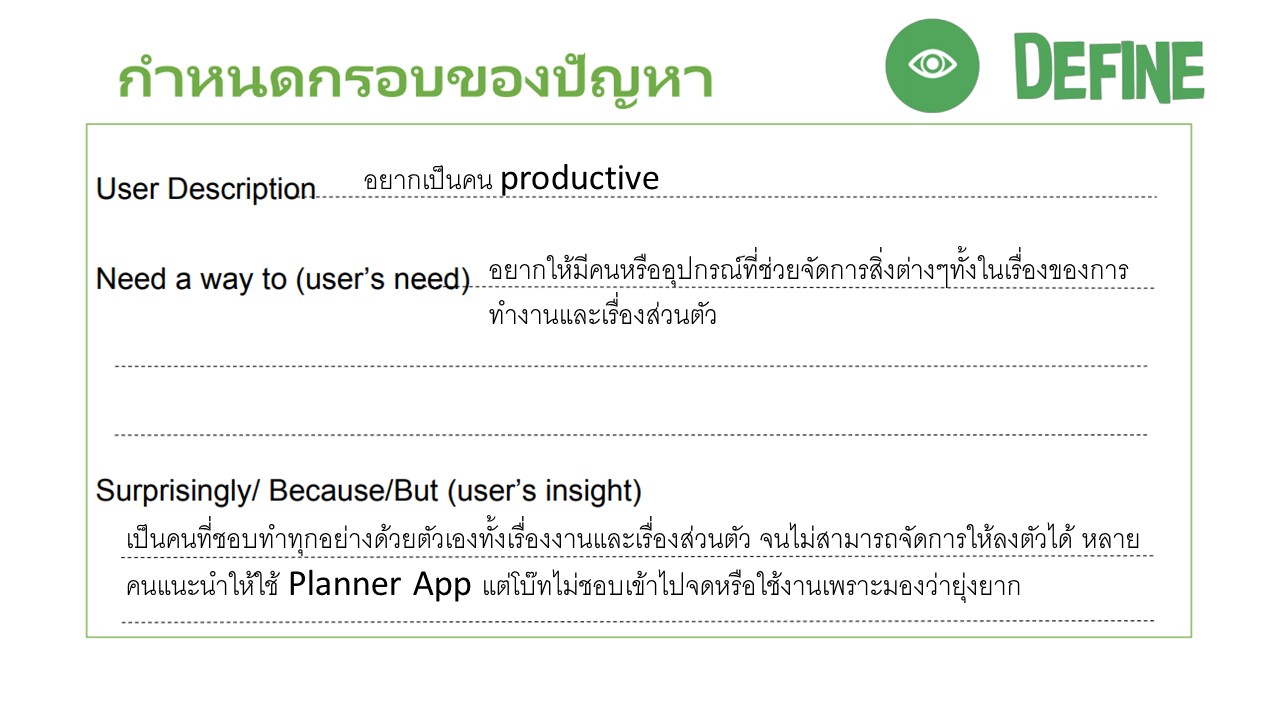 กำหนดกรอบของปัญหา
DEFINE
User Description อยากเป็นคน productive
Need a way to (user's need) อยากให้มีคนหรืออุปกรณ์ที่ช่วยจัดการสิ่งต่างๆทั้งในเรื่องของการ
ทำงานและเรื่องส่วนตัว
Surprisingly/ Because/But (user's insight)
เป็นคนที่ชอบทำทุกอย่างด้วยตัวเองทั้งเรื่องงานและเรื่องส่วนตัว จนไม่สามารถจัดการให้ลงตัวได้ หลาย
คนแนะนำให้ใช้ Planner App แต่โบ๊ทไม่ชอบเข้าไปจดหรือใช้งานเพราะมองว่ายุ่งยาก